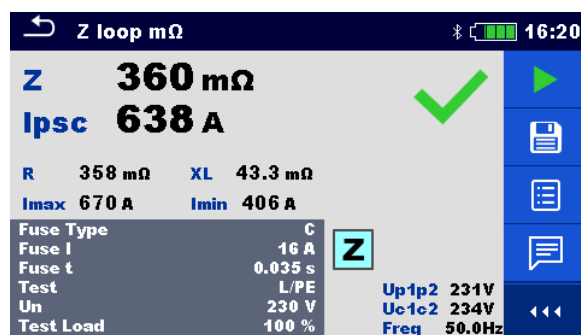 Z loop mΩ 16:20
Z 360 mΩ
Ipsc 638 A
R 358 mΩ XL 43.3 mΩ
Imax 670 A Imin 406 A
Fuse Type C
Fuse I 16 A
Fuse t 0.035 s
Test L/PE
Un 230 V
Test Load 100 %
Z
Up1p2 231V
Uc1c2 234V
Freq 50.0Hz